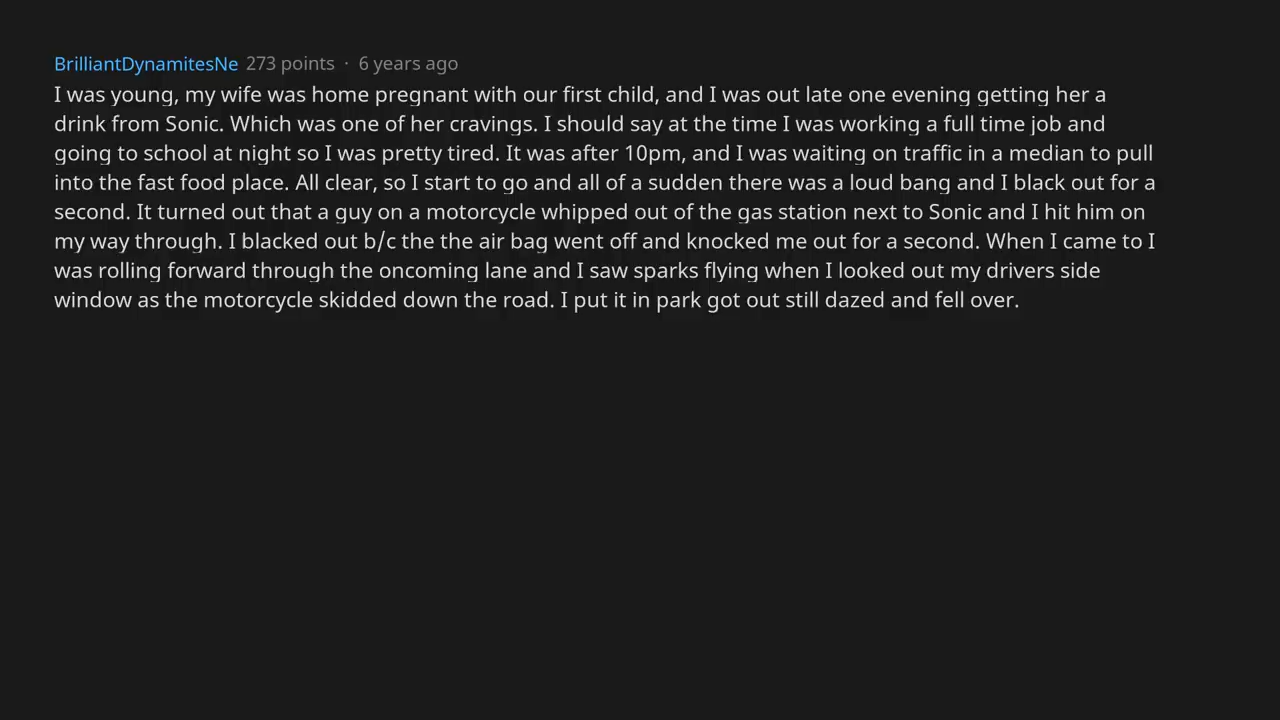 BrilliantDynamitesNe 273 points · 6 years ago
I was young, my wife was home pregnant with our first child, and I was out late one evening getting her a
drink from Sonic. Which was one of her cravings. I should say at the time I was working a full time job and
going to school at night so I was pretty tired. It was after 10pm, and I was waiting on traffic in a median to pull
into the fast food place. All clear, so I start to go and all of a sudden there was a loud bang and I black out for a
second. It turned out that a guy on a motorcycle whipped out of the gas station next to Sonic and I hit him on
my way through. I blacked out b/c the the air bag went off and knocked me out for a second. When I came to I
was rolling forward through the oncoming lane and I saw sparks flying when I looked out my drivers side
window as the motorcycle skidded down the road. I put it in park got out still dazed and fell over.